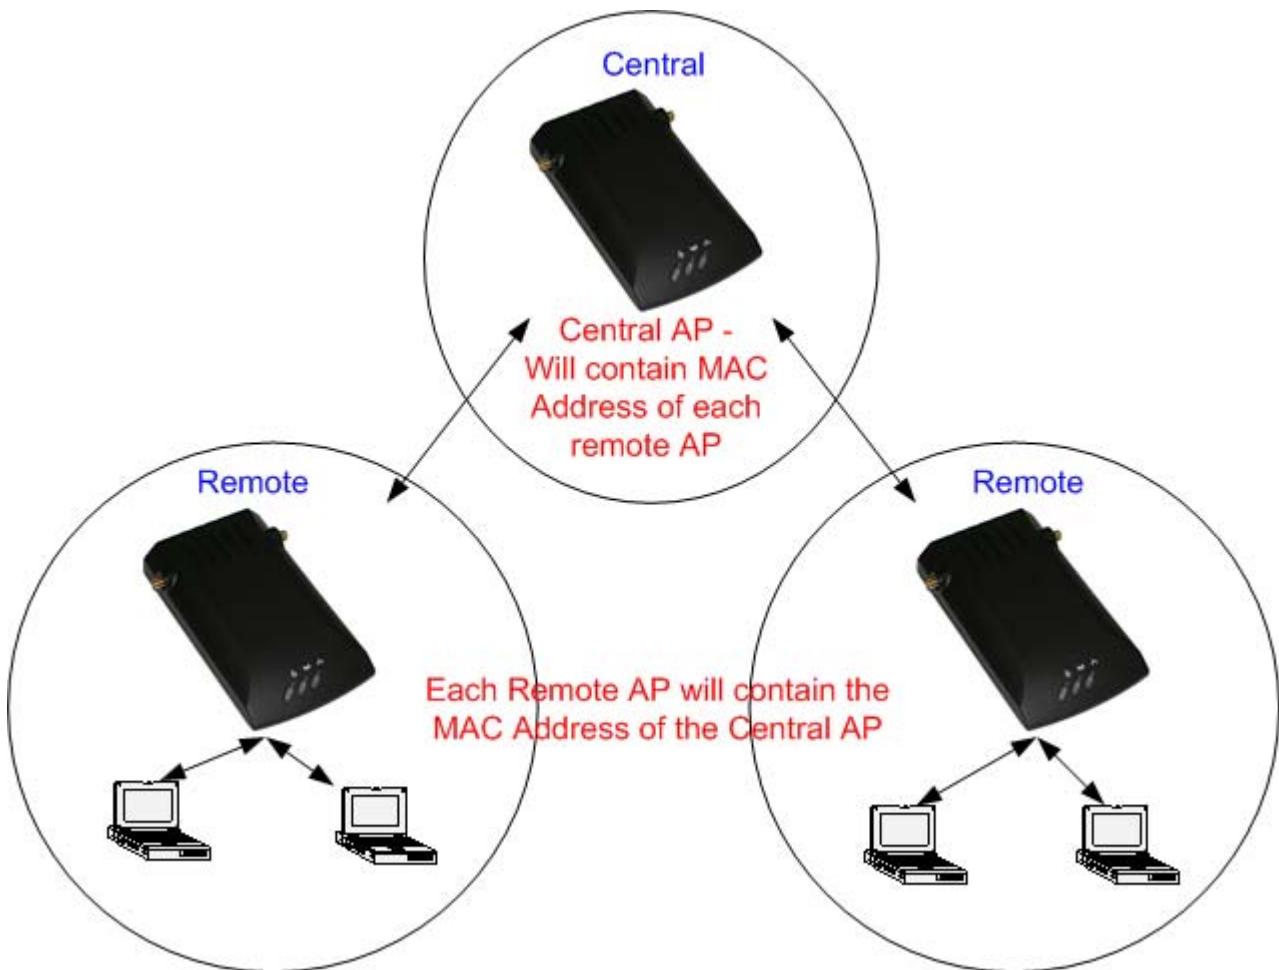 Central
Central AP -
Will contain MAC
Address of each
remote AP
Remote
Remote
Each Remote AP will contain the
MAC Address of the Central AP